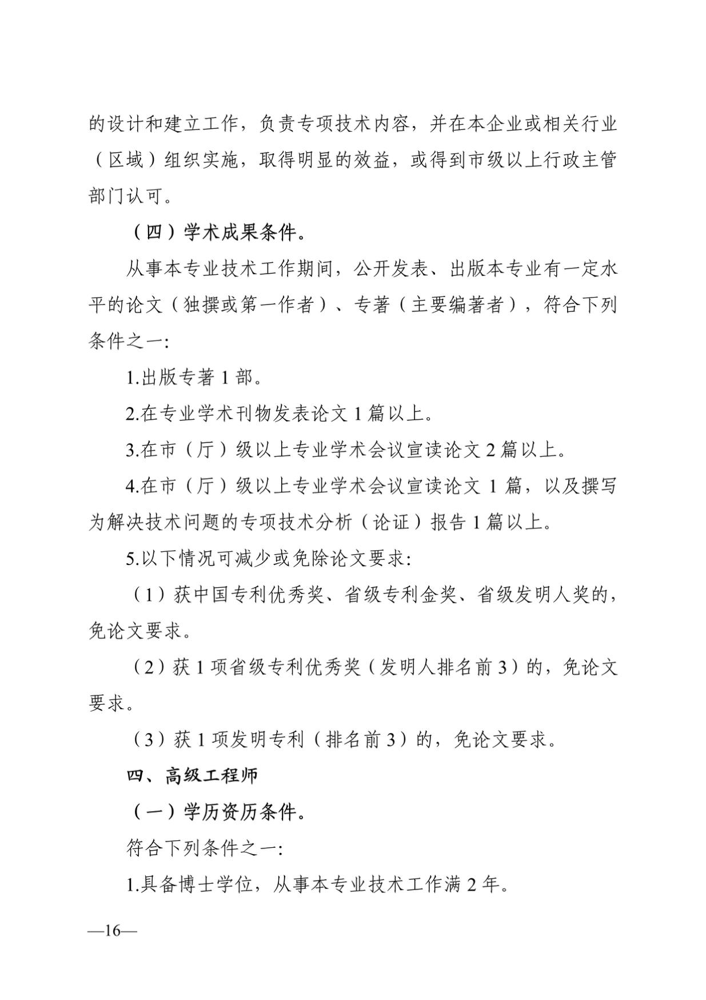 的设计和建立工作，负责专项技术内容，并在本企业或相关行业
（区域）组织实施，取得明显的效益，或得到市级以上行政主管
部门认可。
（四）学术成果条件。
从事本专业技术工作期间，公开发表、出版本专业有一定水
平的论文（独撰或第一作者）、专著（主要编著者），符合下列
条件之一：
1.出版专著 1 部。
2.在专业学术刊物发表论文 1 篇以上。
3.在市（厅）级以上专业学术会议宣读论文 2 篇以上。
4.在市（厅）级以上专业学术会议宣读论文 1 篇，以及撰写
为解决技术问题的专项技术分析（论证）报告 1 篇以上。
5.以下情况可减少或免除论文要求：
（1）获中国专利优秀奖、省级专利金奖、省级发明人奖的，
免论文要求。
（2）获 1 项省级专利优秀奖（发明人排名前 3）的，免论文
要求。
（3）获 1 项发明专利（排名前 3）的，免论文要求。
四、高级工程师
（一）学历资历条件。
符合下列条件之一：
1.具备博士学位，从事本专业技术工作满 2 年。
—16—